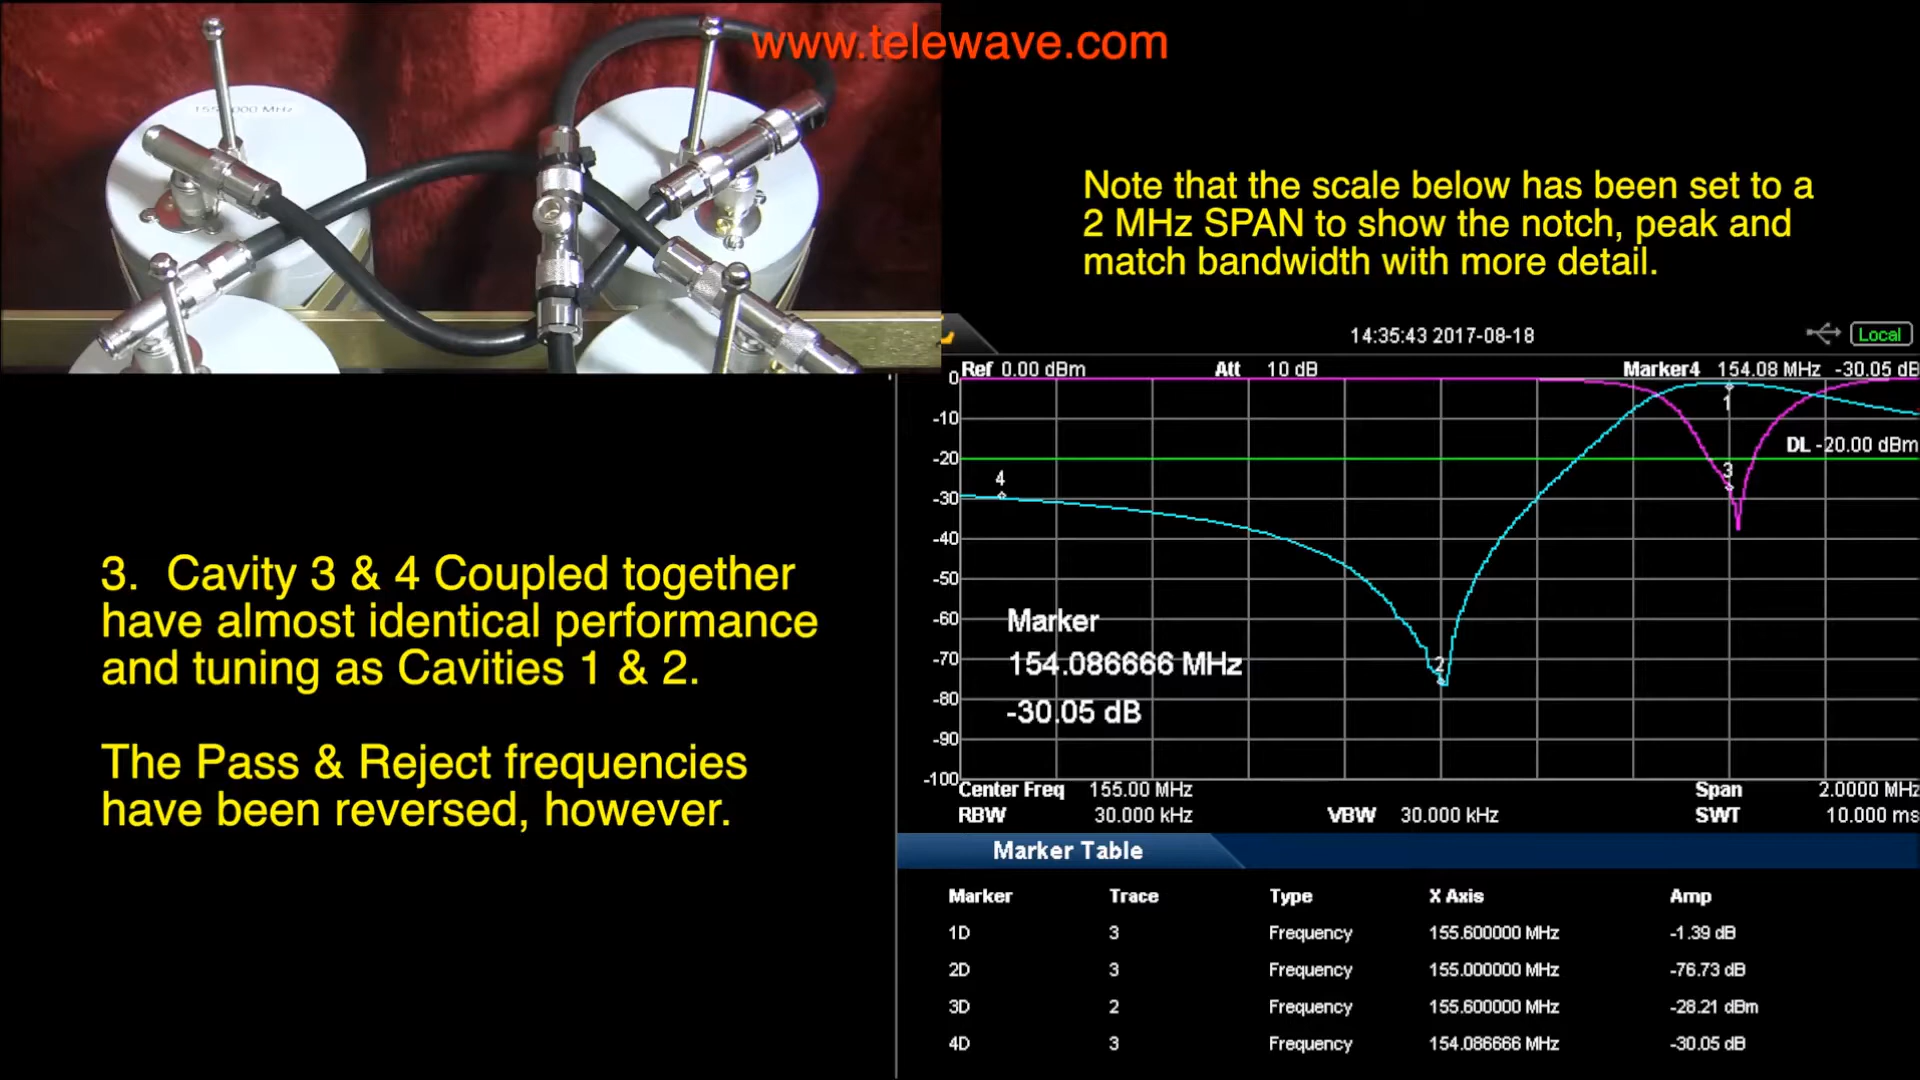 www.telewave.com
155.000 MHz
Note that the scale below has been set to a
2 MHz SPAN to show the notch, peak and
match bandwidth with more detail.
14:35:43 2017-08-18
Local
Ref 0.00 dBm Att 10 dB Marker4 154.08 MHz -30.05 dB
0
-10
-20
-30
-40
-50
-60
-70
-80
-90
-100
1
DL -20.00 dBm
3
4
2
Marker
154.086666 MHz
-30.05 dB
Center Freq 155.00 MHz Span 2.0000 MHz
RBW 30.000 kHz VBW 30.000 kHz SWT 10.000 ms
3. Cavity 3 & 4 Coupled together
have almost identical performance
and tuning as Cavities 1 & 2.
The Pass & Reject frequencies
have been reversed, however.
Marker Table
Marker Trace Type X Axis Amp
1D 3 Frequency 155.600000 MHz -1.39 dB
2D 3 Frequency 155.000000 MHz -76.73 dB
3D 2 Frequency 155.600000 MHz -28.21 dBm
4D 3 Frequency 154.086666 MHz -30.05 dB